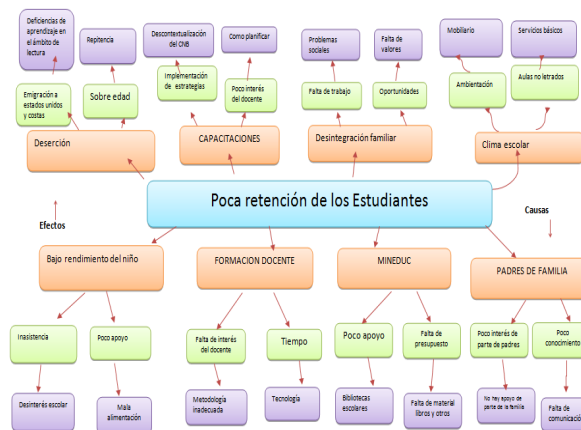 Deficiencias de
aprendizaje en el
ámbito de
lectura
Repitencia
Descontextualización
del CNB
Como planificar
Problemas
sociales
Falta de
valores
Mobiliario
Servicios básicos
Emigración a
estados unidos
y costas
Sobre edad
Implementación
de estrategias
Poco interés
del docente
Falta de trabajo
Oportunidades
Ambientación
Aulas no letrados
Deserción
CAPACITACIONES
Desintegración familiar
Clima escolar
Poca retención de los Estudiantes
Efectos
Causas
Bajo rendimiento del niño
FORMACION DOCENTE
MINEDUC
PADRES DE FAMILIA
Inasistencia
Poco apoyo
Falta de interés
del docente
Tiempo
Poco apoyo
Falta de
presupuesto
Poco interés de
parte de padres
Poco
conocimiento
Desinterés escolar
Mala
alimentación
Metodología
inadecuada
Tecnología
Bibliotecas
escolares
Falta de material
libros y otros
No hay apoyo de
parte de la familia
Falta de
comunicación